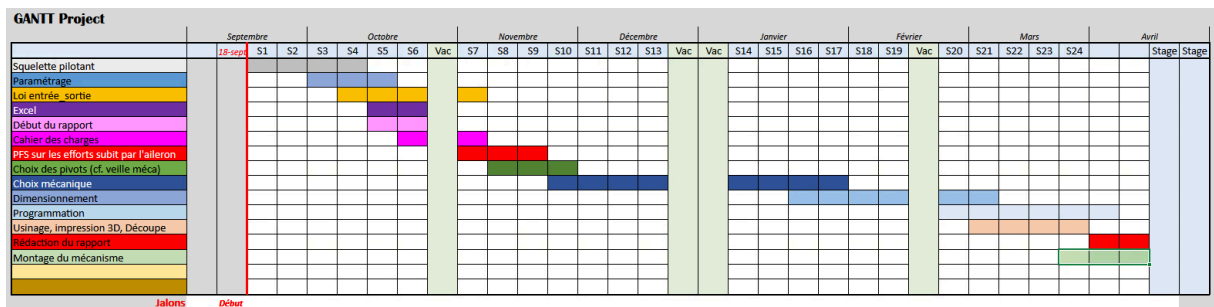 GANTT Project
Septembre Octobre Novembre Décembre Janvier Février Mars Avril
18-sept S1 S2 S3 S4 S5 S6 Vac S7 S8 S9 S10 S11 S12 S13 Vac Vac S14 S15 S16 S17 S18 S19 Vac S20 S21 S22 S23 S24 Stage Stage
Squelette pilotant
Paramétrage
Loi entrée_sortie
Excel
Début du rapport
Cahier des charges
PFS sur les efforts subit par l'aileron
Choix des pivots (cf. veille méca)
Choix mécanique
Dimensionnement
Programmation
Usinage, impression 3D, Découpe
Rédaction du rapport
Montage du mécanisme
Jalons Début